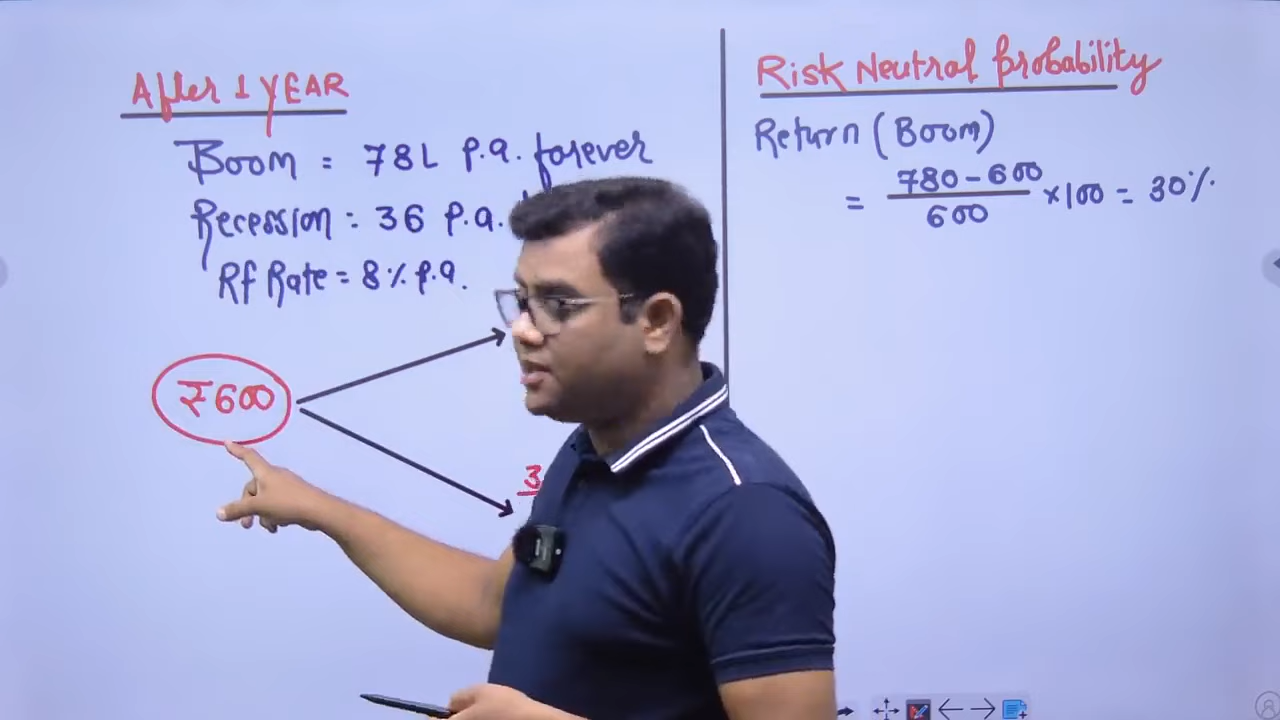 After 1 YEAR
Boom = 78L P.a. forever
Recession = 36 P.a.
Rf Rate = 8% P.a.
₹600
3
Risk Neutral Probability
Return (Boom)
= 780 - 600 / 600 × 100 = 30%